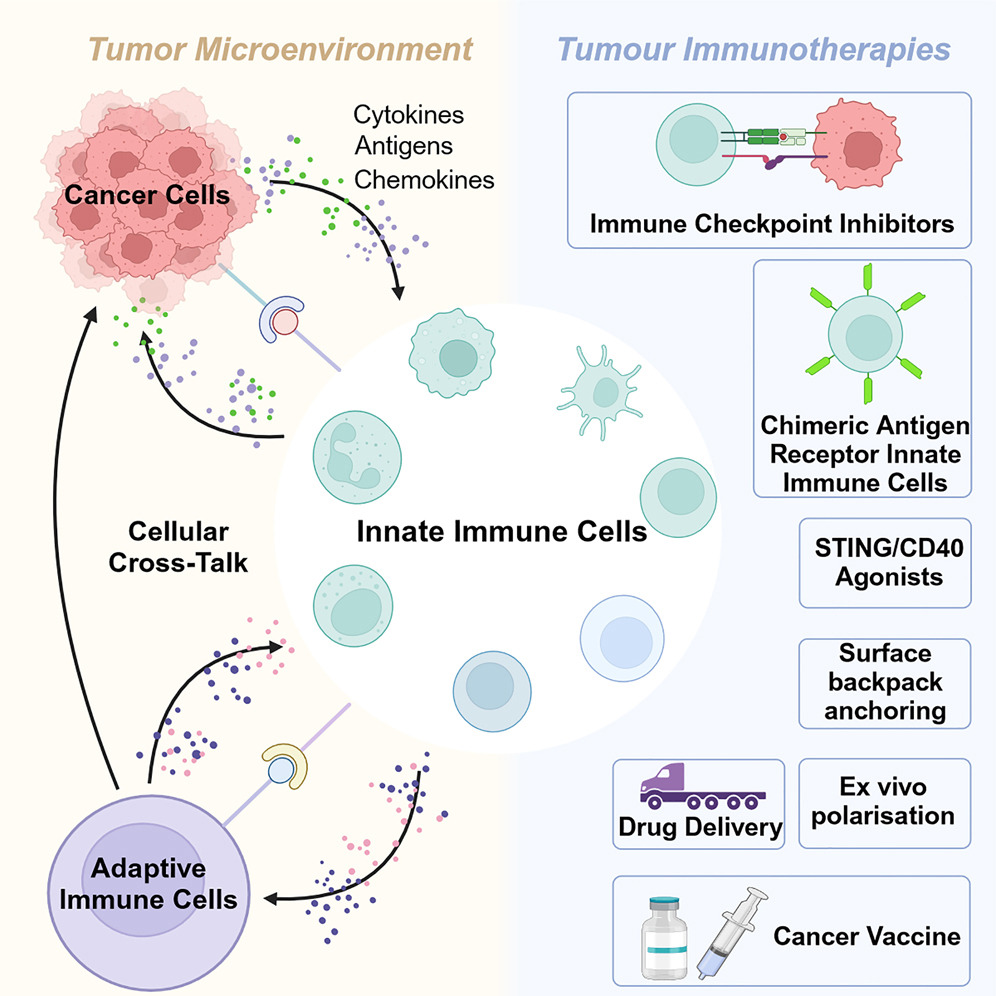 Tumor Microenvironment
Tumour Immunotherapies
Cytokines
Antigens
Chemokines
Cancer Cells
Immune Checkpoint Inhibitors
Chimeric Antigen
Receptor Innate
Immune Cells
Cellular
Cross-Talk
Innate Immune Cells
STING/CD40
Agonists
Surface
backpack
anchoring
Drug Delivery
Ex vivo
polarisation
Adaptive
Immune Cells
Cancer Vaccine